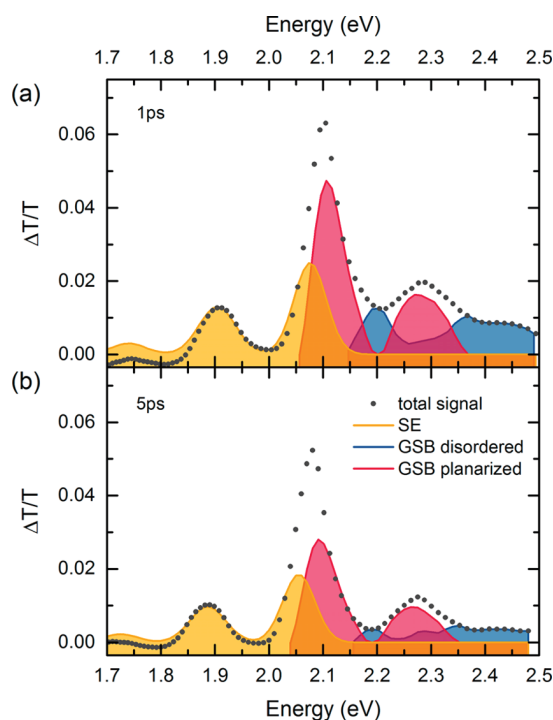 Energy (eV)
1.7 1.8 1.9 2.0 2.1 2.2 2.3 2.4 2.5
(a)
1ps
0.06
0.04
0.02
0.00
ΔT/T
(b)
5ps
total signal
SE
GSB disordered
GSB planarized
0.06
0.04
0.02
0.00
ΔT/T
1.7 1.8 1.9 2.0 2.1 2.2 2.3 2.4 2.5
Energy (eV)